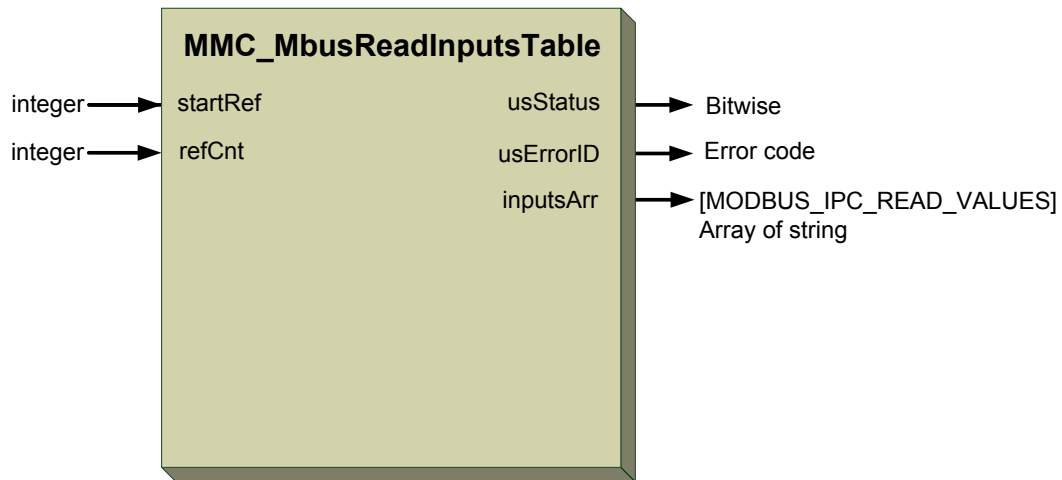 MMC_MbusReadInputsTable
integer startRef usStatus Bitwise
integer refCnt usErrorID Error code
inputsArr [MODBUS_IPC_READ_VALUES]
Array of string